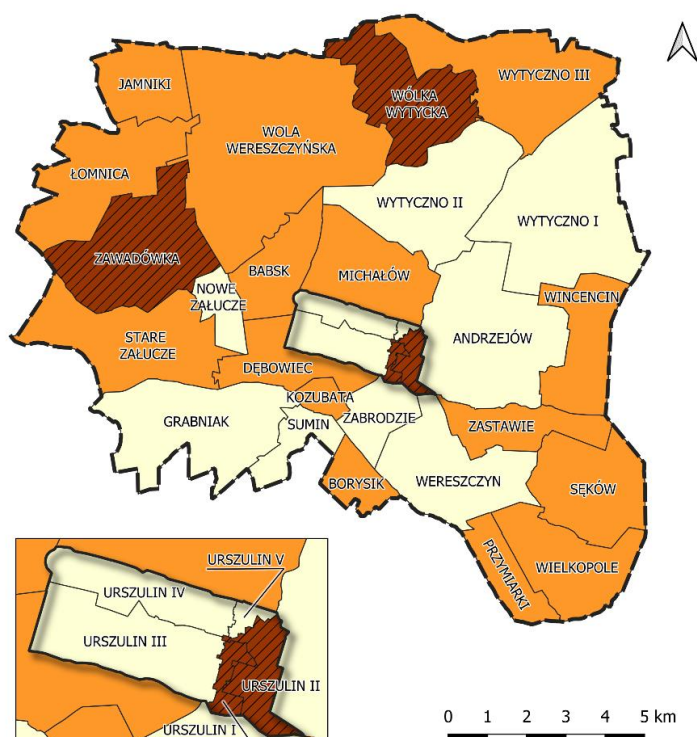 JAMNIKI
WYTYCZNO III
WÓLKA
WYTYCKA
WOLA
WERESZCZYŃSKA
ŁOMNICA
WYTYCZNO II
WYTYCZNO I
ZAWADÓWKA
BABSK
MICHAŁÓW
NOWE
ZAŁUCZE
WINCENCIN
STARE
ZAŁUCZE
ANDRZEJÓW
DĘBOWIEC
KOZUBATA
GRABNIAK
SUMIN
ZABRODZIE
ZASTAWIE
BORYSIK
WERESZCZYN
SĘKÓW
PRZYMIARKI
WIELKOPOLE
URSZULIN V
URSZULIN IV
URSZULIN III
URSZULIN II
URSZULIN I
0 1 2 3 4 5 km